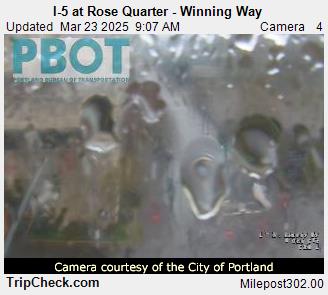 I-5 at Rose Quarter - Winning Way
Updated Mar 23 2025 9:07 AM Camera 4
PBOT
PORTLAND BUREAU OF TRANSPORTATION
Camera courtesy of the City of Portland
TripCheck.com Milepost302.00